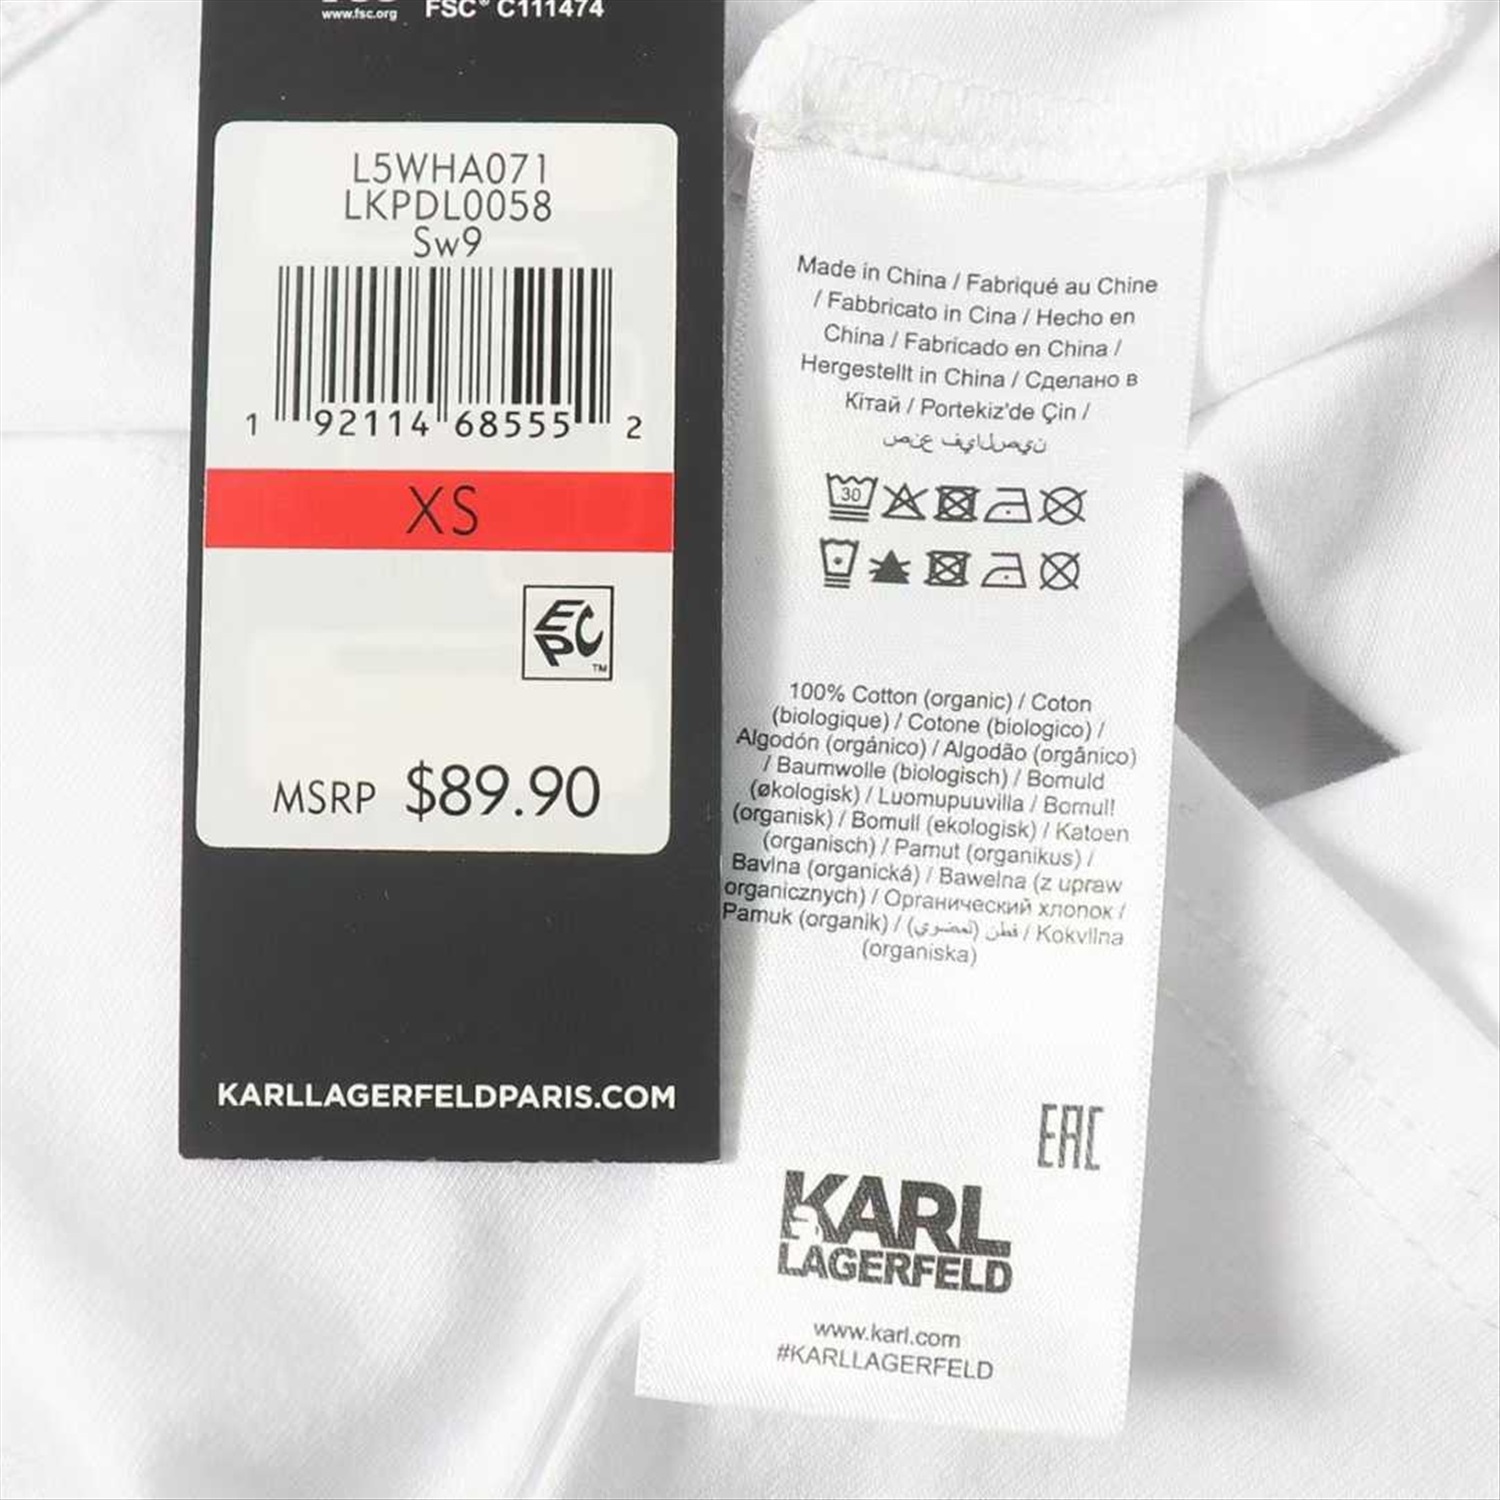 www.fsc.org FSC® C111474
L5WHA071
LKPDL0058
Sw9
1 92114 68555 2
XS
EPC
TM
MSRP $89.90
KARLLAGERFELDPARIS.COM
Made in China / Fabriqué au Chine
/ Fabbricato in Cina / Hecho en
China / Fabricado en China /
Hergestellt in China / Сделано в
Кітай / Portekiz'de Çin /
30
100% Cotton (organic) / Coton
(biologique) / Cotone (biologico) /
Algodón (orgánico) / Algodão (orgânico)
/ Baumwolle (biologisch) / Bomuld
(økologisk) / Luomupuuvilla / Bomull
(organisk) / Bomull (ekologisk) / Katoen
(organisch) / Pamut (organikus) /
Bavlna (organická) / Bawełna (z upraw
organicznych) / Органический хлопок /
Pamuk (organik) / قطن / Kokvilna
(organiska)
EAC
KARL
LAGERFELD
www.karl.com
#KARLLAGERFELD